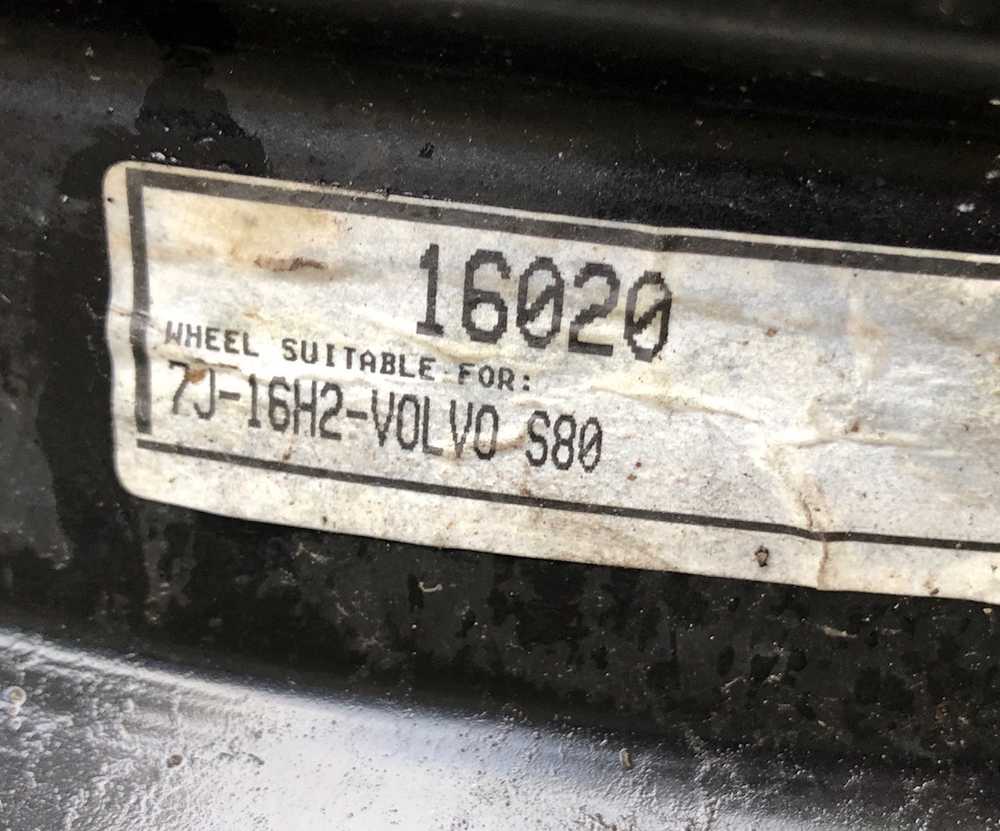 16020
WHEEL SUITABLE FOR:
7J-16H2-VOLVO S80